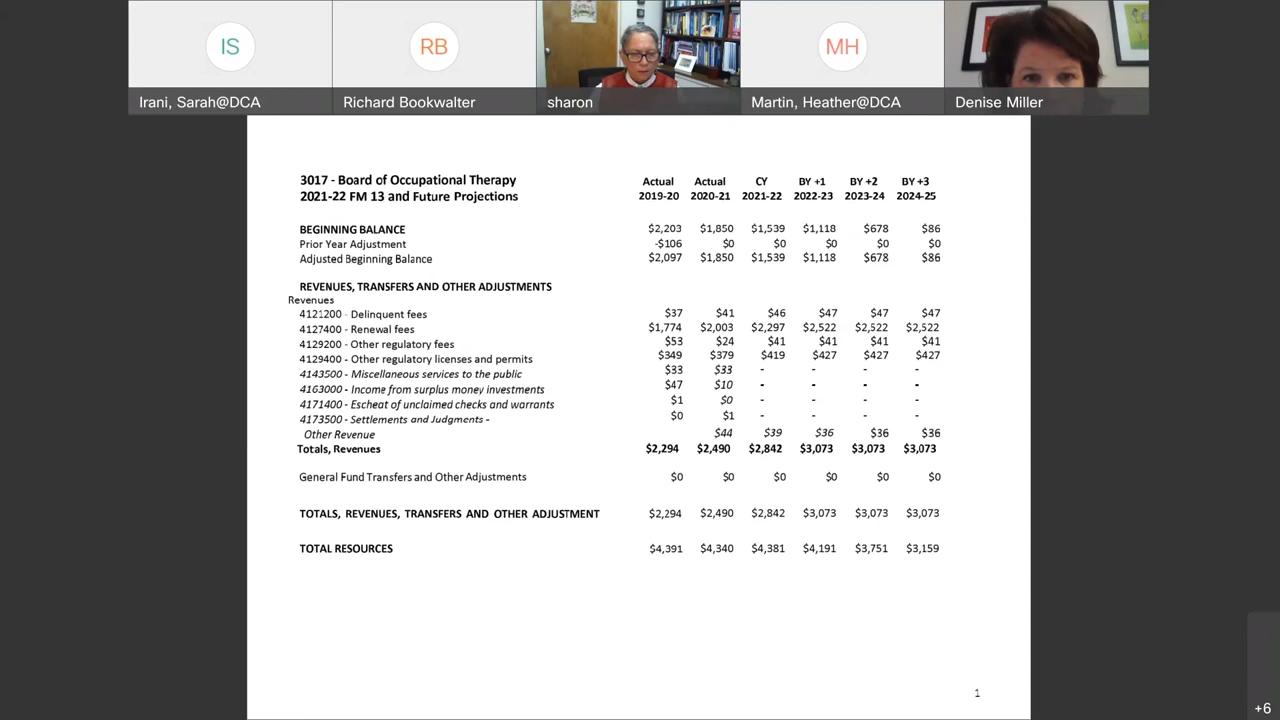 IS
RB
MH
Irani, Sarah@DCA
Richard Bookwalter
sharon
Martin, Heather@DCA
Denise Miller
3017 - Board of Occupational Therapy Actual Actual CY BY +1 BY +2 BY +3
2021-22 FM 13 and Future Projections 2019-20 2020-21 2021-22 2022-23 2023-24 2024-25
BEGINNING BALANCE $2,203 $1,850 $1,539 $1,118 $678 $86
Prior Year Adjustment -$106 $0 $0 $0 $0 $0
Adjusted Beginning Balance $2,097 $1,850 $1,539 $1,118 $678 $86
REVENUES, TRANSFERS AND OTHER ADJUSTMENTS
Revenues
4121200 - Delinquent fees $37 $41 $46 $47 $47 $47
4127400 - Renewal fees $1,774 $2,003 $2,297 $2,522 $2,522 $2,522
4129200 - Other regulatory fees $53 $24 $41 $41 $41 $41
4129400 - Other regulatory licenses and permits $349 $379 $419 $427 $427 $427
4143500 - Miscellaneous services to the public $33 $33 - - - -
4163000 - Income from surplus money investments $47 $10 - - - -
4171400 - Escheat of unclaimed checks and warrants $1 $0 - - - -
4173500 - Settlements and Judgments - $0 $1 - - - -
Other Revenue $44 $39 $36 $36 $36
Totals, Revenues $2,294 $2,490 $2,842 $3,073 $3,073 $3,073
General Fund Transfers and Other Adjustments $0 $0 $0 $0 $0 $0
TOTALS, REVENUES, TRANSFERS AND OTHER ADJUSTMENT $2,294 $2,490 $2,842 $3,073 $3,073 $3,073
TOTAL RESOURCES $4,391 $4,340 $4,381 $4,191 $3,751 $3,159
1
+6